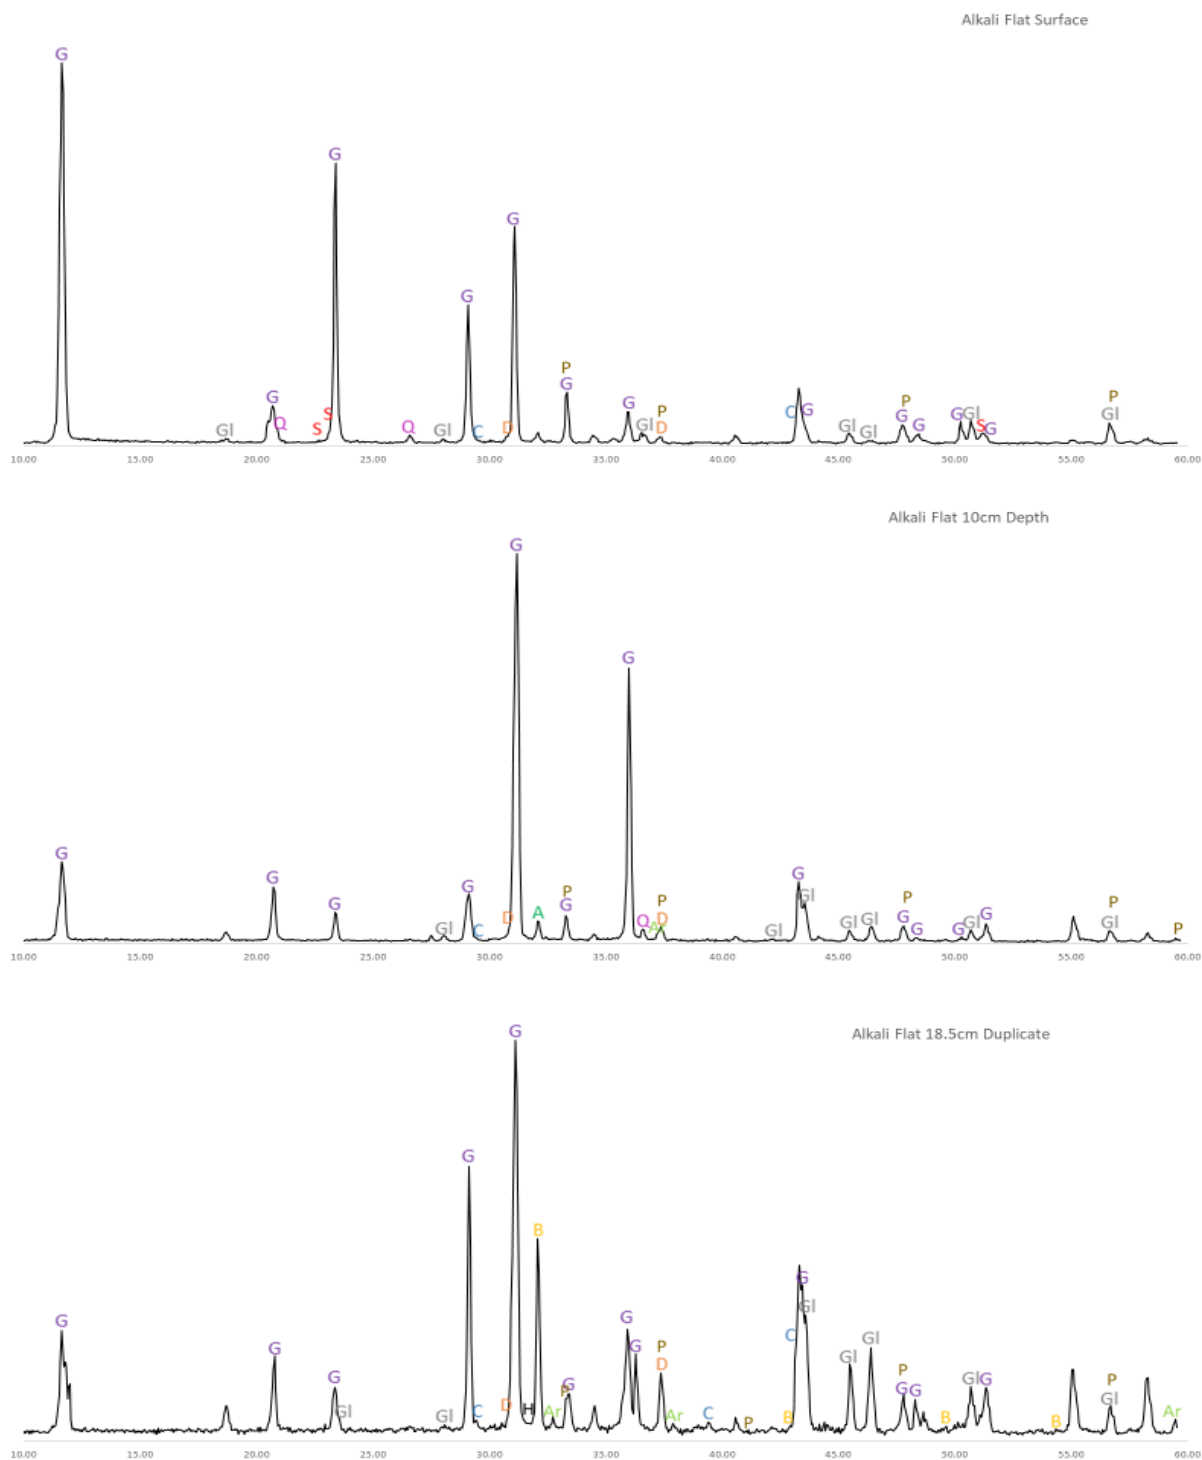 Alkali Flat Surface
G
G
G
G
P
G
G Q S S
Gl Q Gl C D
G Gl P D
C G
Gl Gl
P
G G
G Gl S G
P
Gl
10.00 15.00 20.00 25.00 30.00 35.00 40.00 45.00 50.00 55.00 60.00
Alkali Flat 10cm Depth
G
G
G G G G
P
G
Gl C D A Q Ar
P
D
Gl G Gl Gl Gl
P
G G G Gl G
P
Gl P
10.00 15.00 20.00 25.00 30.00 35.00 40.00 45.00 50.00 55.00 60.00
Alkali Flat 18.5cm Duplicate
G
G
B
G G G G G
P
D
G
Gl
C
Gl Gl
P G
Gl Gl C D H Ar
Ar C P B
P
G G B Gl G
P
Gl B Ar
10.00 15.00 20.00 25.00 30.00 35.00 40.00 45.00 50.00 55.00 60.00